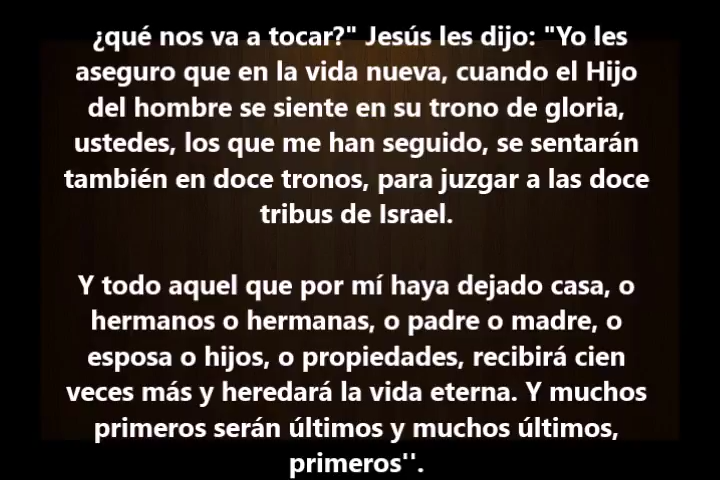 ¿qué nos va a tocar?" Jesús les dijo: "Yo les
aseguro que en la vida nueva, cuando el Hijo
del hombre se siente en su trono de gloria,
ustedes, los que me han seguido, se sentarán
también en doce tronos, para juzgar a las doce
tribus de Israel.
Y todo aquel que por mí haya dejado casa, o
hermanos o hermanas, o padre o madre, o
esposa o hijos, o propiedades, recibirá cien
veces más y heredará la vida eterna. Y muchos
primeros serán últimos y muchos últimos,
primeros''.